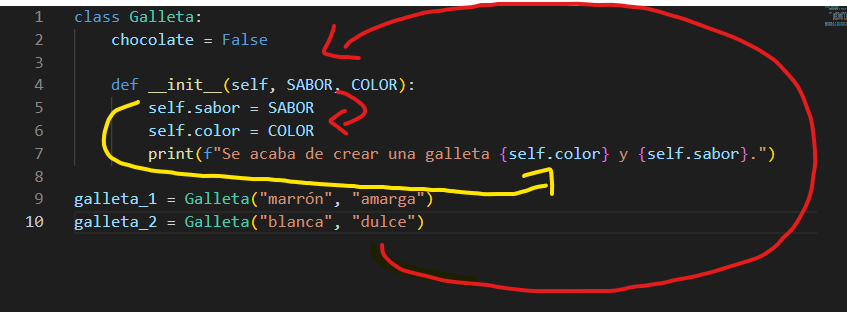 1 class Galleta:
2     chocolate = False
3
4     def __init__(self, SABOR, COLOR):
5         self.sabor = SABOR
6         self.color = COLOR
7         print(f"Se acaba de crear una galleta {self.color} y {self.sabor}.")
8
9 galleta_1 = Galleta("marrón", "amarga")
10 galleta_2 = Galleta("blanca", "dulce")